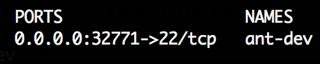 PORTS NAMES
0.0.0.0:32771->22/tcp ant-dev